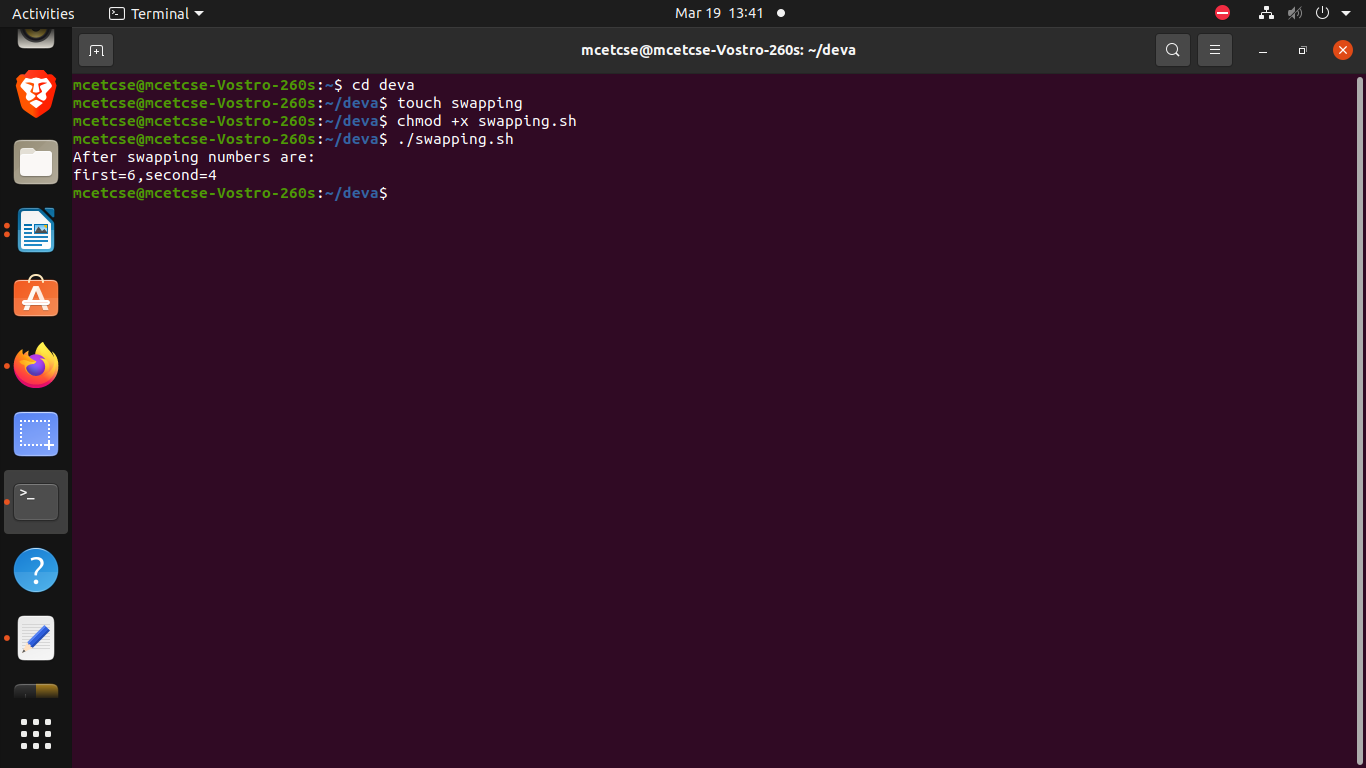 Activities
Terminal
Mar 19 13:41
mcetcse@mcetcse-Vostro-260s: ~/deva
mcetcse@mcetcse-Vostro-260s:~$ cd deva
mcetcse@mcetcse-Vostro-260s:~/deva$ touch swapping
mcetcse@mcetcse-Vostro-260s:~/deva$ chmod +x swapping.sh
mcetcse@mcetcse-Vostro-260s:~/deva$ ./swapping.sh
After swapping numbers are:
first=6,second=4
mcetcse@mcetcse-Vostro-260s:~/deva$